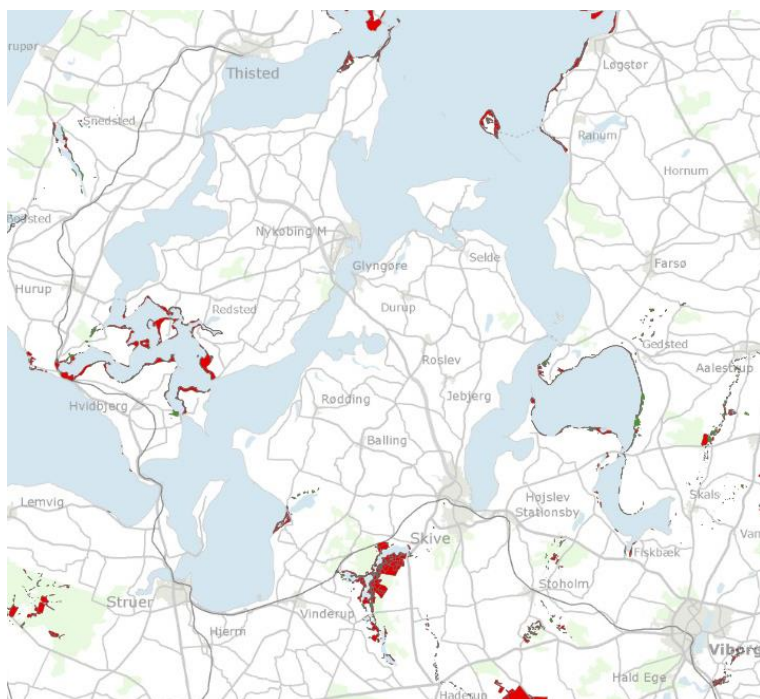 Løgstør
Thisted
Snedsted
Ranum
Hornum
Nykøbing M
Selde
Glyngøre
Farsø
Hurup
Redsted
Durup
Gedsted
Roslev
Aalestrup
Hvidbjerg
Rødding
Jebjerg
Balling
Lemvig
Højslev
Stationsby
Skals
Skive
Fiskbæk
Stoholm
Struer
Vinderup
Hjerm
Viborg
Hald Ege
Haderup